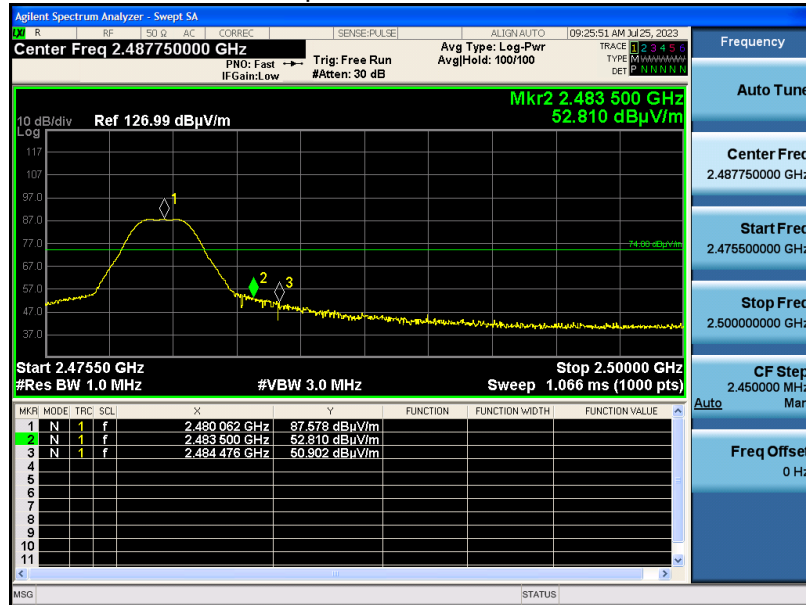 Agilent Spectrum Analyzer - Swept SA
LXI R RF 50 Ω AC CORREC SENSE:PULSE ALIGN AUTO 09:25:51 AM Jul 25, 2023
Center Freq 2.487750000 GHz
PNO: Fast
IFGain:Low
Trig: Free Run
#Atten: 30 dB
Avg Type: Log-Pwr
Avg|Hold: 100/100
TRACE 1 2 3 4 5 6
TYPE M WWWWW
DET P N N N N N
Mkr2 2.483 500 GHz
52.810 dBµV/m
10 dB/div Ref 126.99 dBµV/m
Log
117
107
97.0
87.0
77.0
67.0
57.0
47.0
37.0
1
2
3
74.00 dBµV/m
Start 2.47550 GHz Stop 2.50000 GHz
#Res BW 1.0 MHz #VBW 3.0 MHz Sweep 1.066 ms (1000 pts)
MKR MODE TRC SCL X Y FUNCTION FUNCTION WIDTH FUNCTION VALUE
1 N 1 f 2.480 062 GHz 87.578 dBµV/m
2 N 1 f 2.483 500 GHz 52.810 dBµV/m
3 N 1 f 2.484 476 GHz 50.902 dBµV/m
4
5
6
7
8
9
10
11
MSG STATUS
Frequency
Auto Tune
Center Freq
2.487750000 GHz
Start Freq
2.475500000 GHz
Stop Freq
2.500000000 GHz
CF Step
2.450000 MHz
Auto Man
Freq Offset
0 Hz